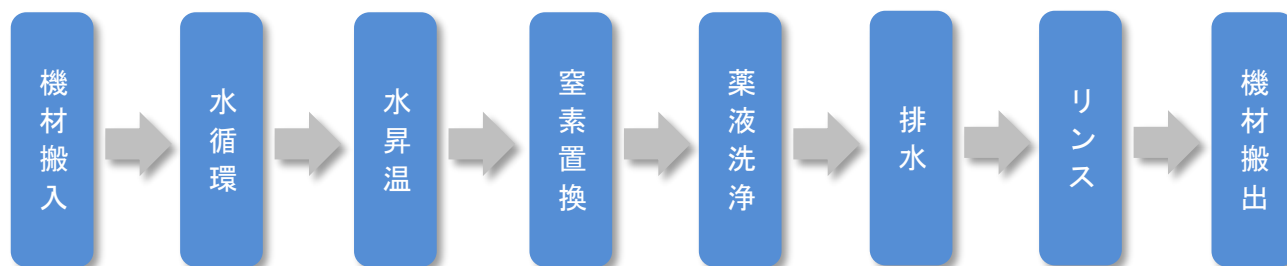 機材搬入
水循環
水昇温
窒素置換
薬液洗浄
排水
リンス
機材搬出